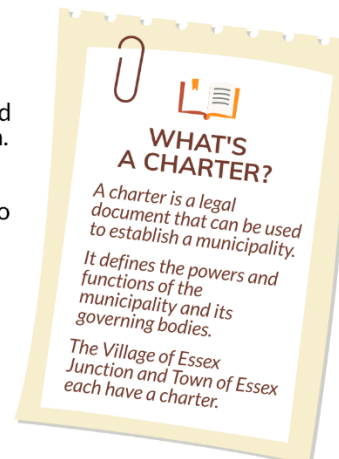 WHAT'S
A CHARTER?
A charter is a legal
document that can be used
to establish a municipality.
It defines the powers and
functions of the
municipality and its
governing bodies.
The Village of Essex
Junction and Town of Essex
each have a charter.